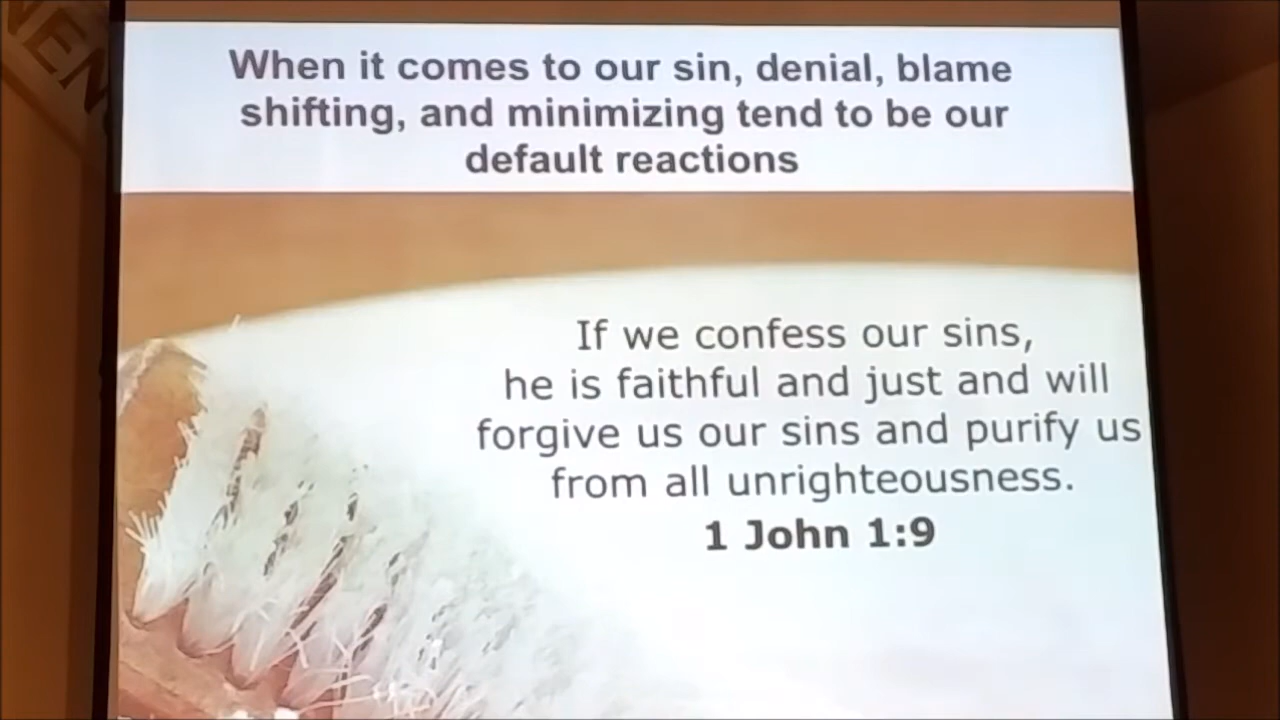 When it comes to our sin, denial, blame
shifting, and minimizing tend to be our
default reactions
If we confess our sins,
he is faithful and just and will
forgive us our sins and purify us
from all unrighteousness.
1 John 1:9